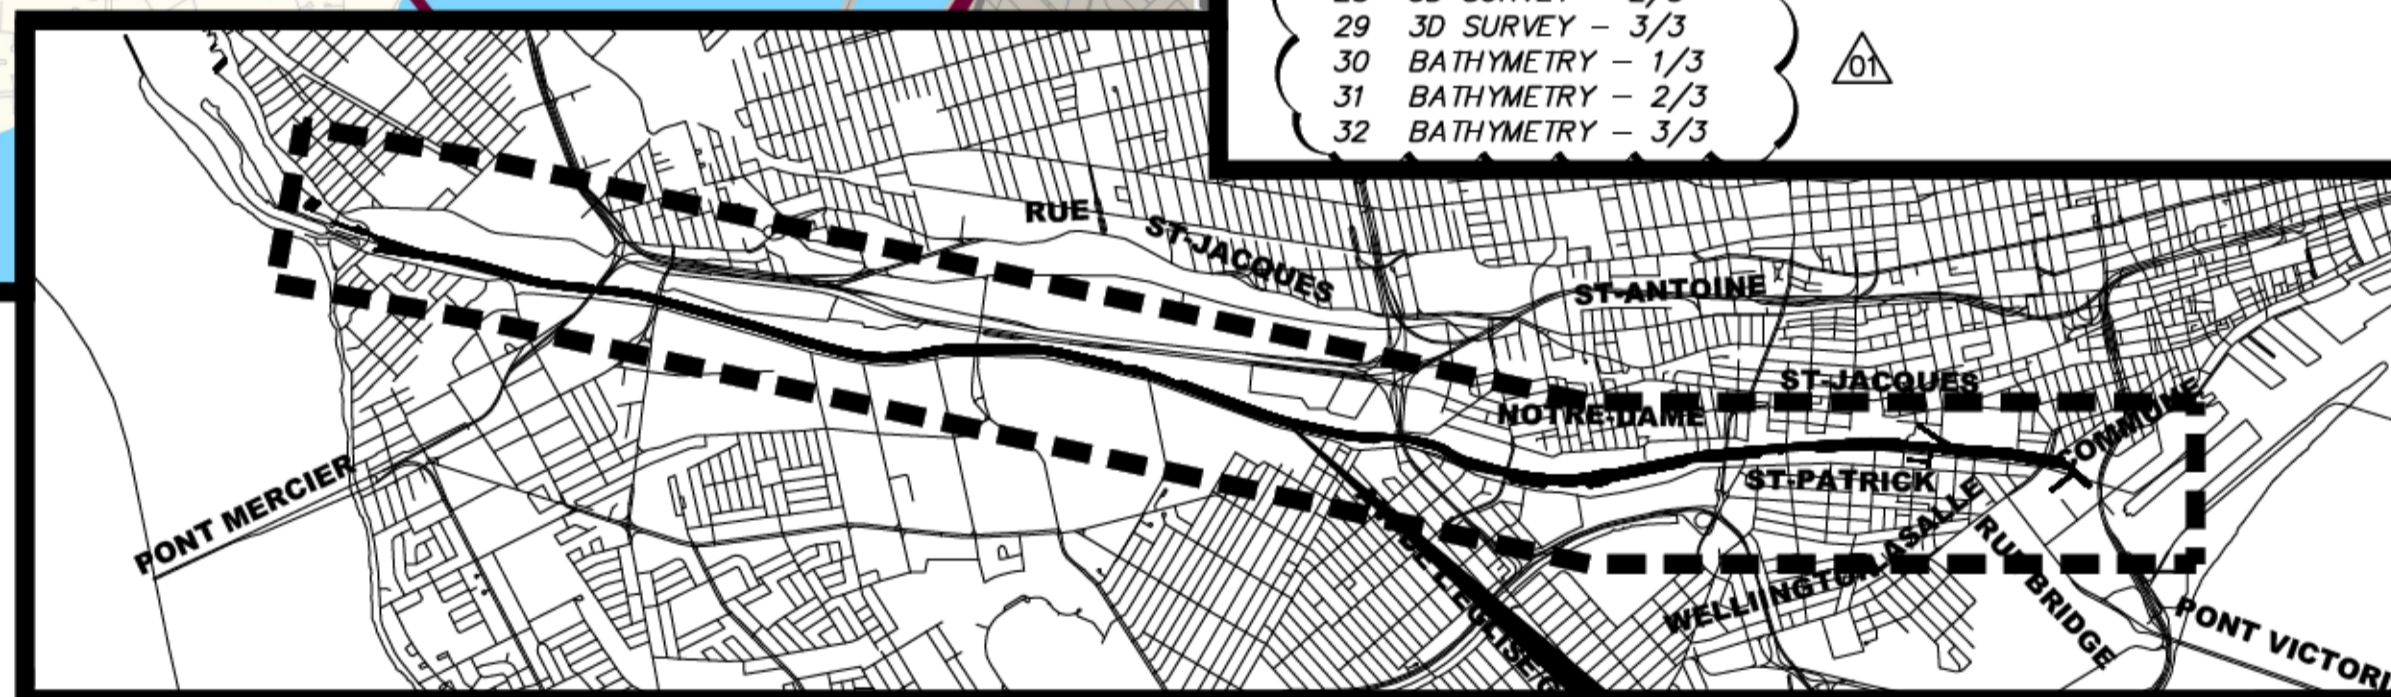 29 3D SURVEY - 3/3
30 BATHYMETRY - 1/3
31 BATHYMETRY - 2/3
32 BATHYMETRY - 3/3
01
RUE
ST-JACQUES
ST-ANTOINE
ST-JACQUES
NOTRE-DAME
COMMUNE
ST-PATRICK
PONT MERCIER
LASALLE
WELLINGTON
RUE BRIDGE
DE L'EGLISE
PONT VICTORI